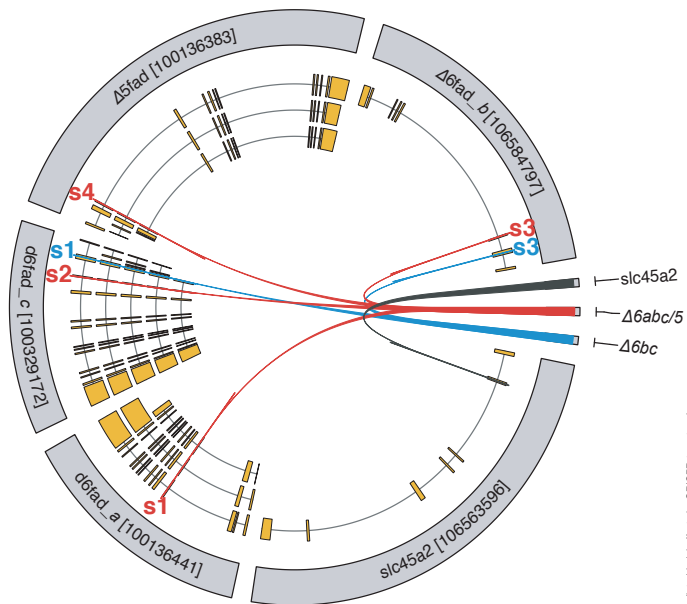 Δ5fad [100136383]
Δ6fad_b [106584797]
s4
s3
s1
s3
s2
slc45a2
d6fad_c [100329172]
Δ6abc/5
Δ6bc
s1
d6fad_a [100136441]
slc45a2 [106563596]